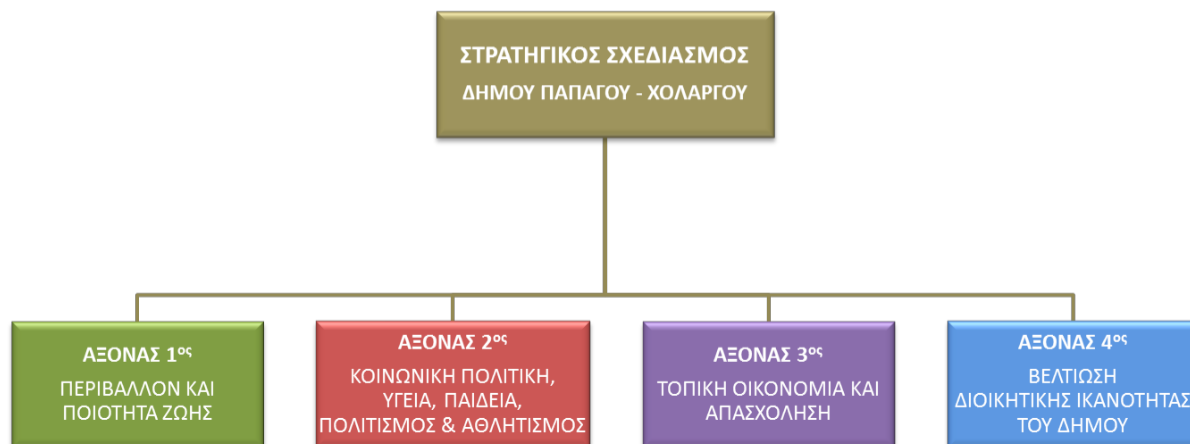 ΣΤΡΑΤΗΓΙΚΟΣ ΣΧΕΔΙΑΣΜΟΣ
ΔΗΜΟΥ ΠΑΠΑΓΟΥ - ΧΟΛΑΡΓΟΥ
ΑΞΟΝΑΣ 1ος
ΠΕΡΙΒΑΛΛΟΝ ΚΑΙ
ΠΟΙΟΤΗΤΑ ΖΩΗΣ
ΑΞΟΝΑΣ 2ος
ΚΟΙΝΩΝΙΚΗ ΠΟΛΙΤΙΚΗ,
ΥΓΕΙΑ, ΠΑΙΔΕΙΑ,
ΠΟΛΙΤΙΣΜΟΣ & ΑΘΛΗΤΙΣΜΟΣ
ΑΞΟΝΑΣ 3ος
ΤΟΠΙΚΗ ΟΙΚΟΝΟΜΙΑ ΚΑΙ
ΑΠΑΣΧΟΛΗΣΗ
ΑΞΟΝΑΣ 4ος
ΒΕΛΤΙΩΣΗ
ΔΙΟΙΚΗΤΙΚΗΣ ΙΚΑΝΟΤΗΤΑΣ
ΤΟΥ ΔΗΜΟΥ